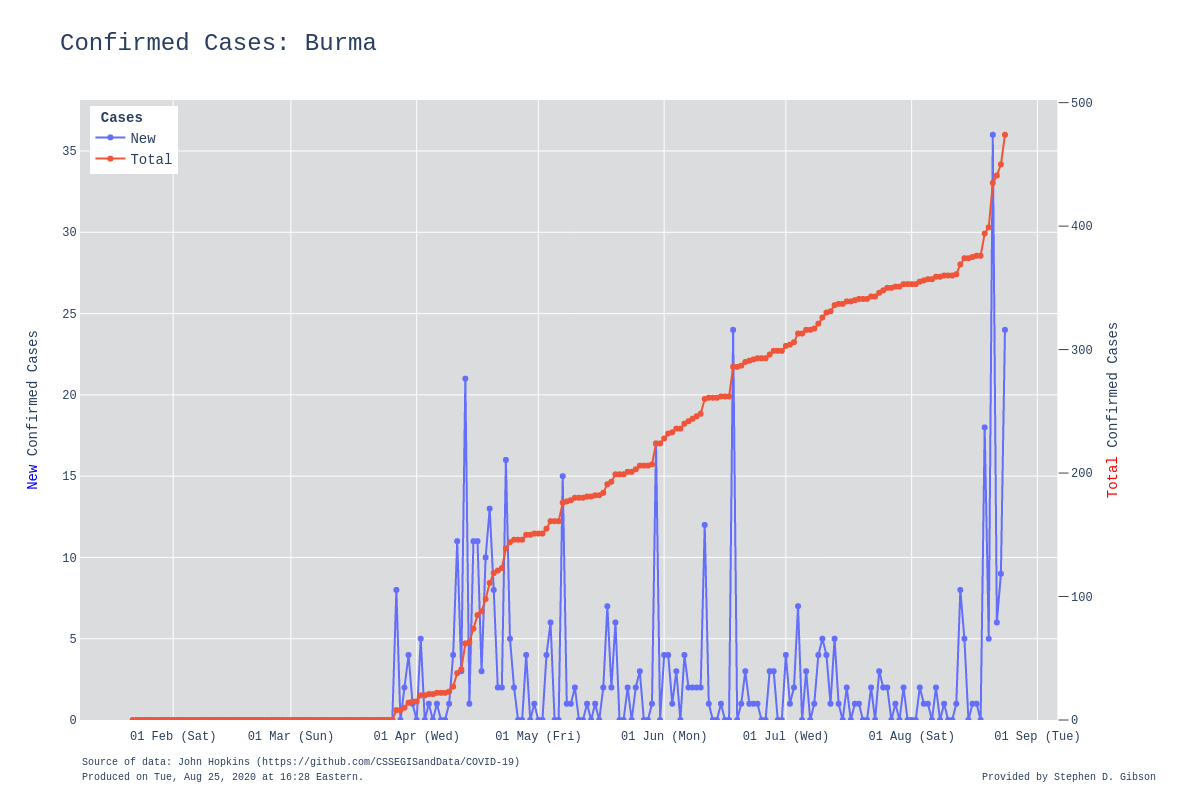 Confirmed Cases: Burma
Cases
New
Total
35
30
25
20
15
10
5
0
500
400
300
200
100
0
New Confirmed Cases
Total Confirmed Cases
01 Feb (Sat)
01 Mar (Sun)
01 Apr (Wed)
01 May (Fri)
01 Jun (Mon)
01 Jul (Wed)
01 Aug (Sat)
01 Sep (Tue)
Source of data: John Hopkins (https://github.com/CSSEGISandData/COVID-19)
Produced on Tue, Aug 25, 2020 at 16:28 Eastern.
Provided by Stephen D. Gibson